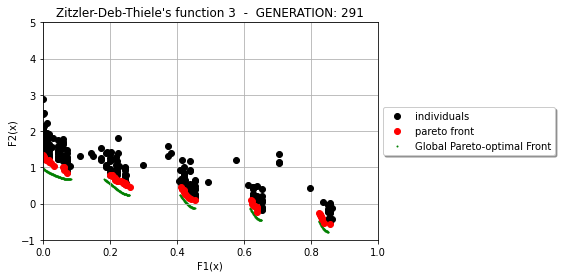 Zitzler-Deb-Thiele's function 3  -  GENERATION: 291
5
4
3
2
1
0
−1
F2(x)
0.0 0.2 0.4 0.6 0.8 1.0
F1(x)
individuals
pareto front
Global Pareto-optimal Front